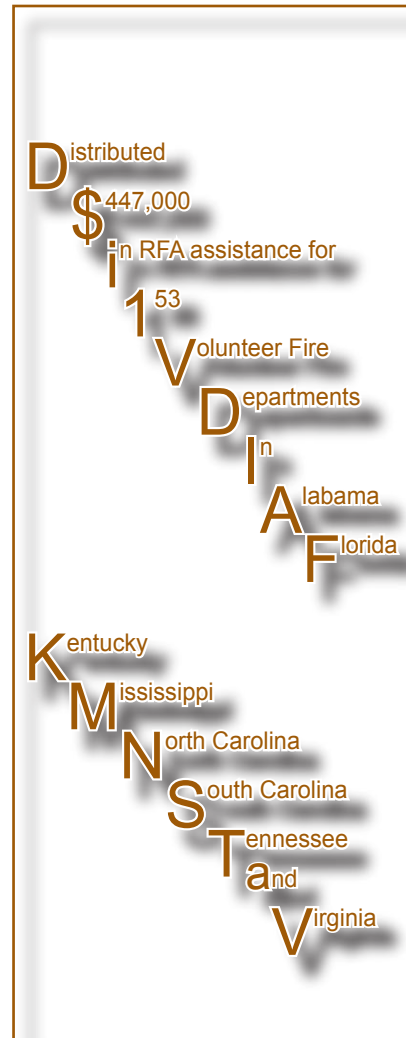 Distributed
$447,000
in RFA assistance for
153
Volunteer Fire
Departments
In
Alabama
Florida
Kentucky
Mississippi
North Carolina
South Carolina
Tennessee
and
Virginia